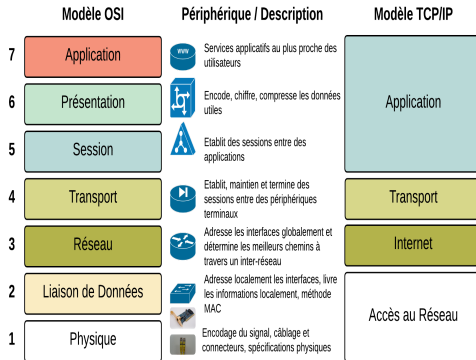 Modèle OSI
Périphérique / Description
Modèle TCP/IP
7
Application
WWW
Services applicatifs au plus proche des
utilisateurs
6
Présentation
Encode, chiffre, compresse les données
utiles
Application
5
Session
Etablit des sessions entre des
applications
4
Transport
Etablit, maintien et termine des
sessions entre des périphériques
terminaux
Transport
3
Réseau
Adresse les interfaces globalement et
détermine les meilleurs chemins à
travers un inter-réseau
Internet
2
Liaison de Données
Adresse localement les interfaces, livre
les informations localement, méthode
MAC
Accès au Réseau
1
Physique
Encodage du signal, câblage et
connecteurs, spécifications physiques